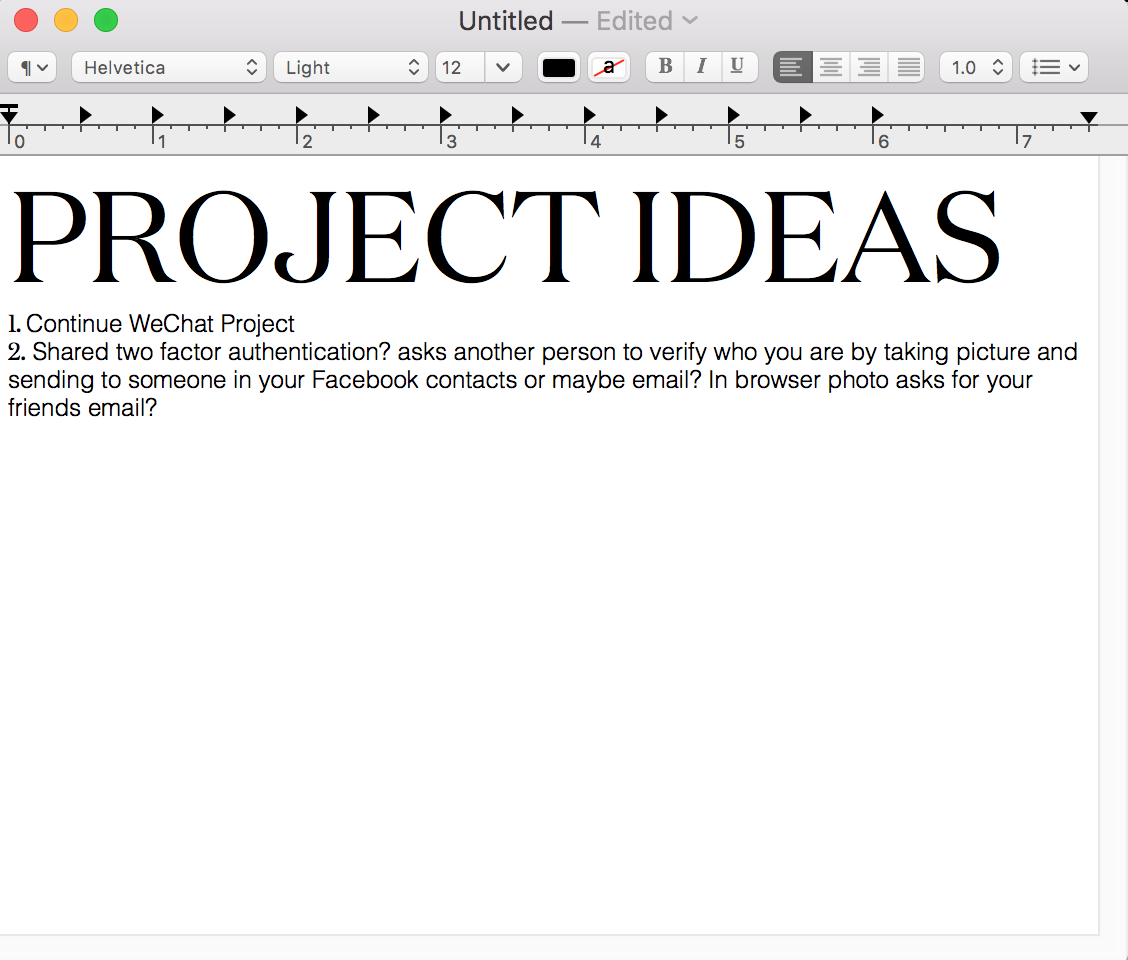 Untitled — Edited
¶ Helvetica Light 12 a B I U 1.0
0 1 2 3 4 5 6 7
PROJECT IDEAS
1. Continue WeChat Project
2. Shared two factor authentication? asks another person to verify who you are by taking picture and
sending to someone in your Facebook contacts or maybe email? In browser photo asks for your
friends email?